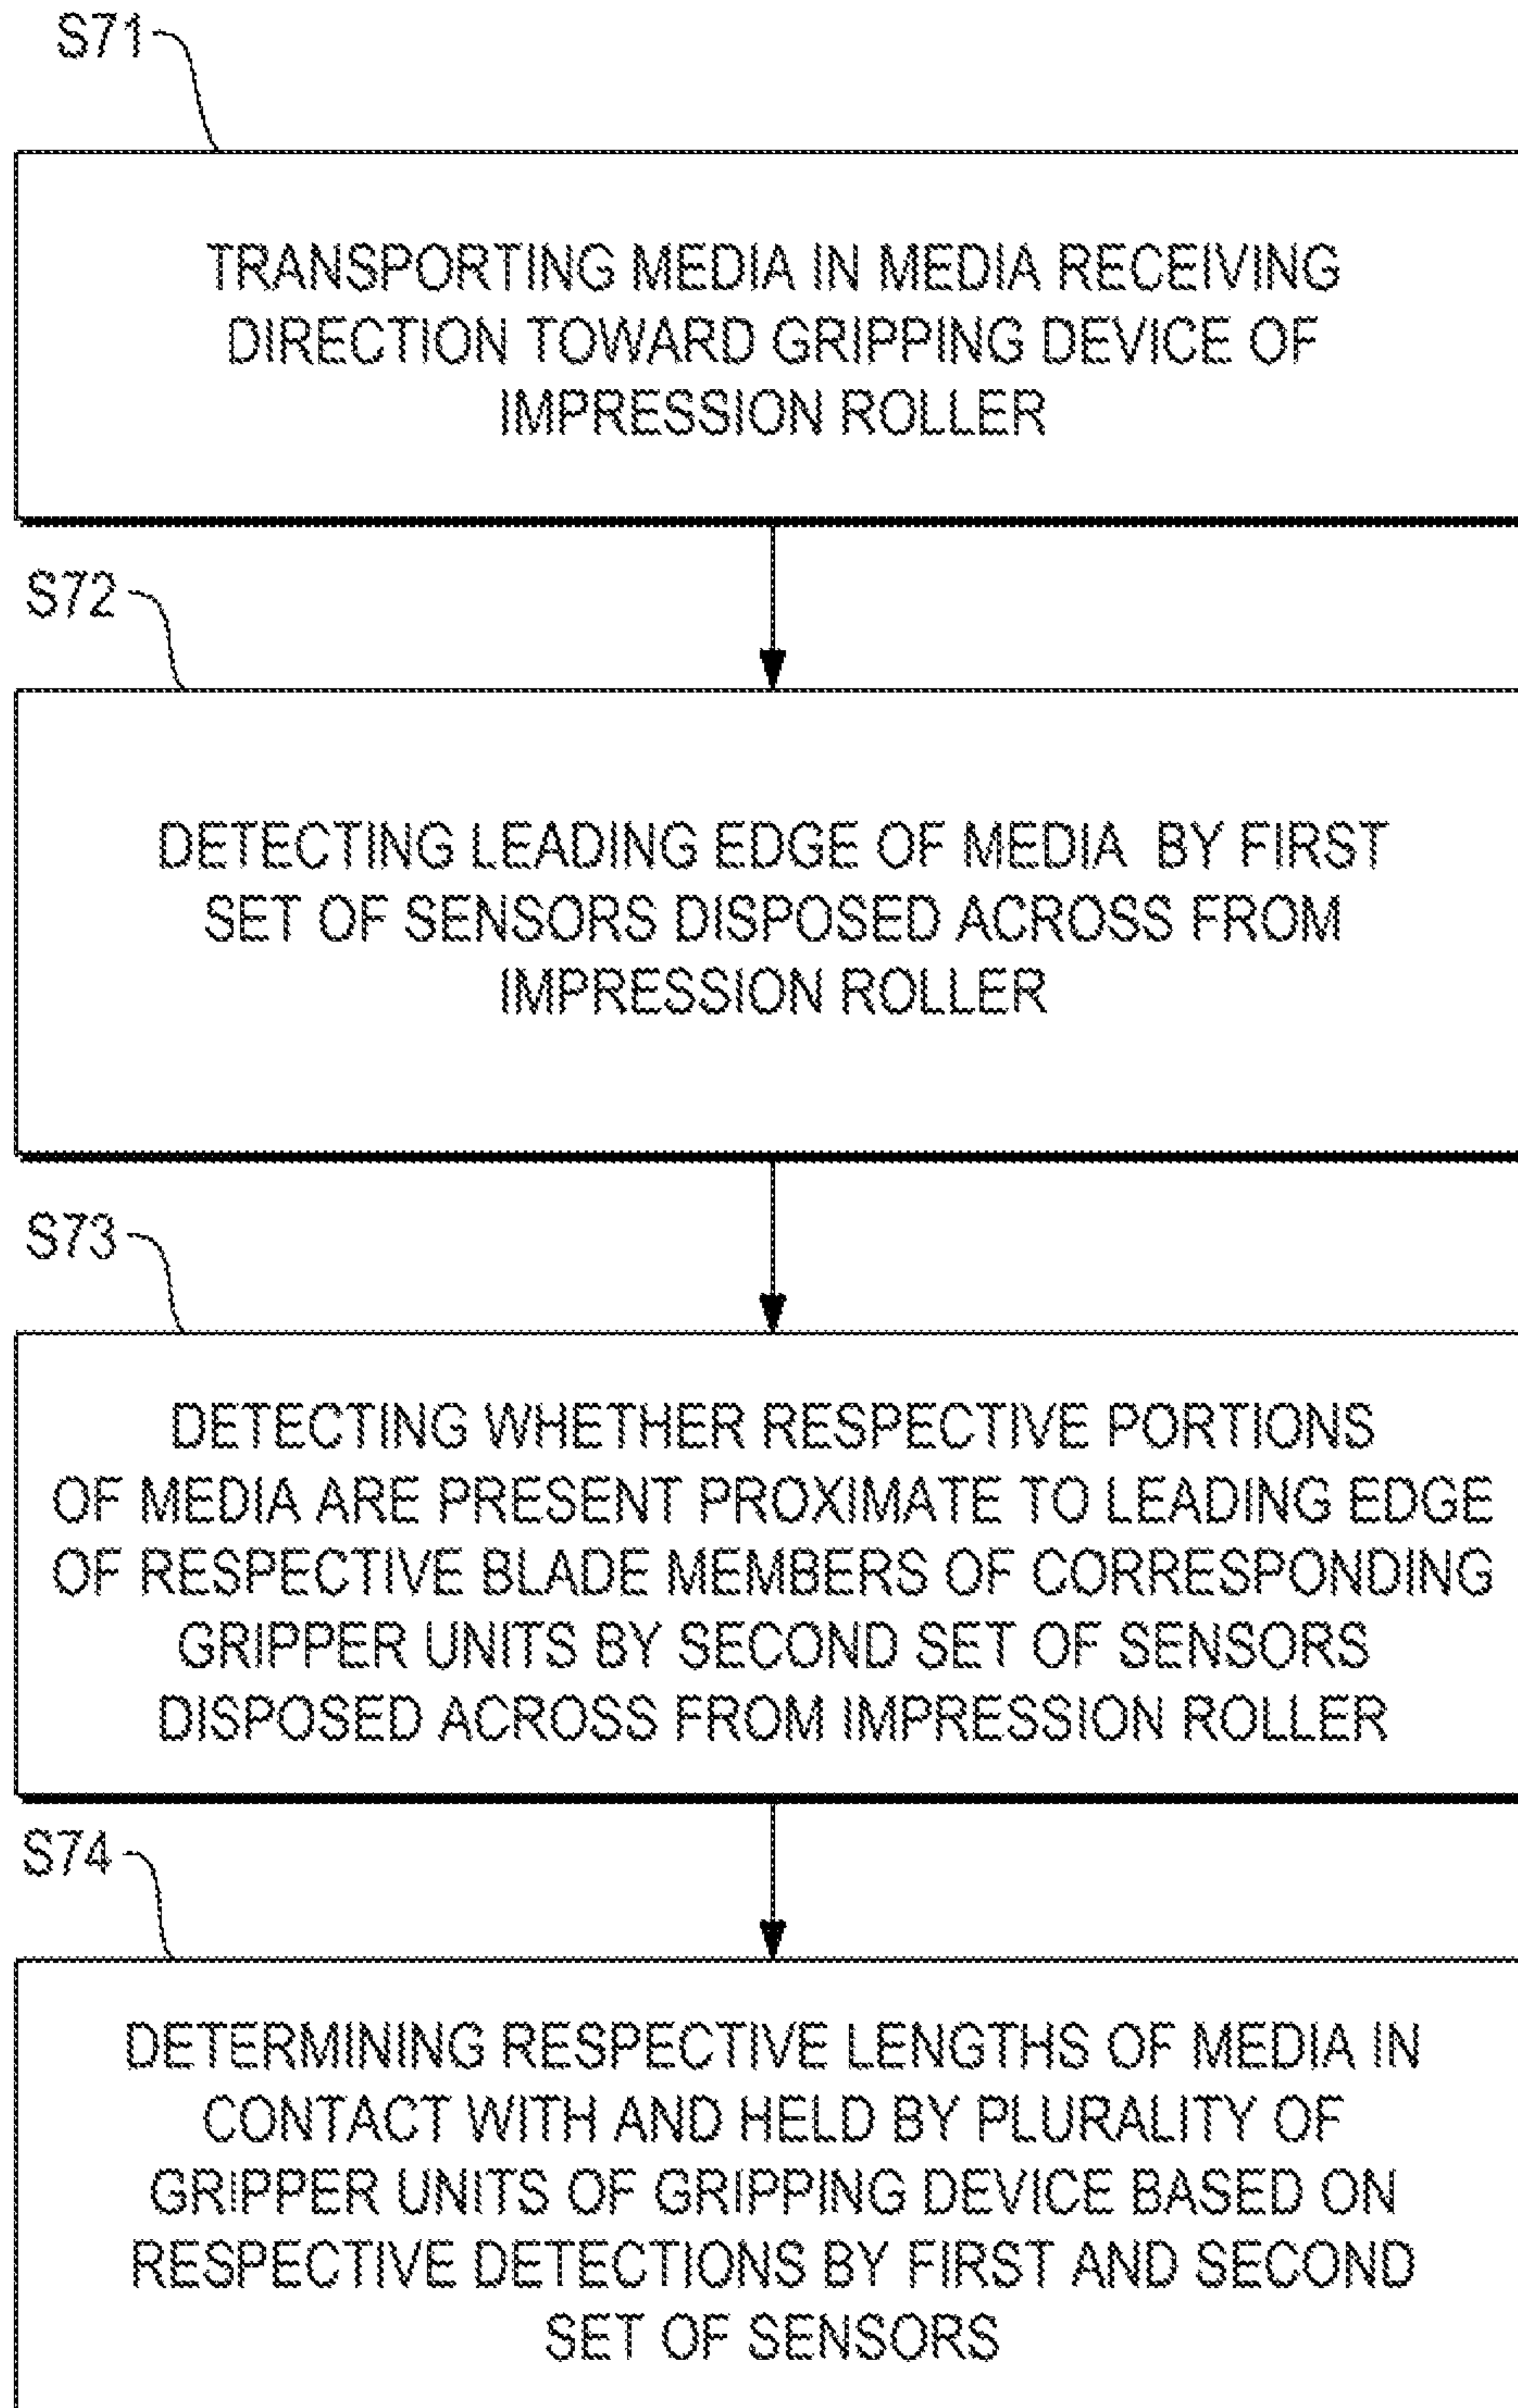 S71
TRANSPORTING MEDIA IN MEDIA RECEIVING
DIRECTION TOWARD GRIPPING DEVICE OF
IMPRESSION ROLLER
S72
DETECTING LEADING EDGE OF MEDIA BY FIRST
SET OF SENSORS DISPOSED ACROSS FROM
IMPRESSION ROLLER
S73
DETECTING WHETHER RESPECTIVE PORTIONS
OF MEDIA ARE PRESENT PROXIMATE TO LEADING EDGE
OF RESPECTIVE BLADE MEMBERS OF CORRESPONDING
GRIPPER UNITS BY SECOND SET OF SENSORS
DISPOSED ACROSS FROM IMPRESSION ROLLER
S74
DETERMINING RESPECTIVE LENGTHS OF MEDIA IN
CONTACT WITH AND HELD BY PLURALITY OF
GRIPPER UNITS OF GRIPPING DEVICE BASED ON
RESPECTIVE DETECTIONS BY FIRST AND SECOND
SET OF SENSORS